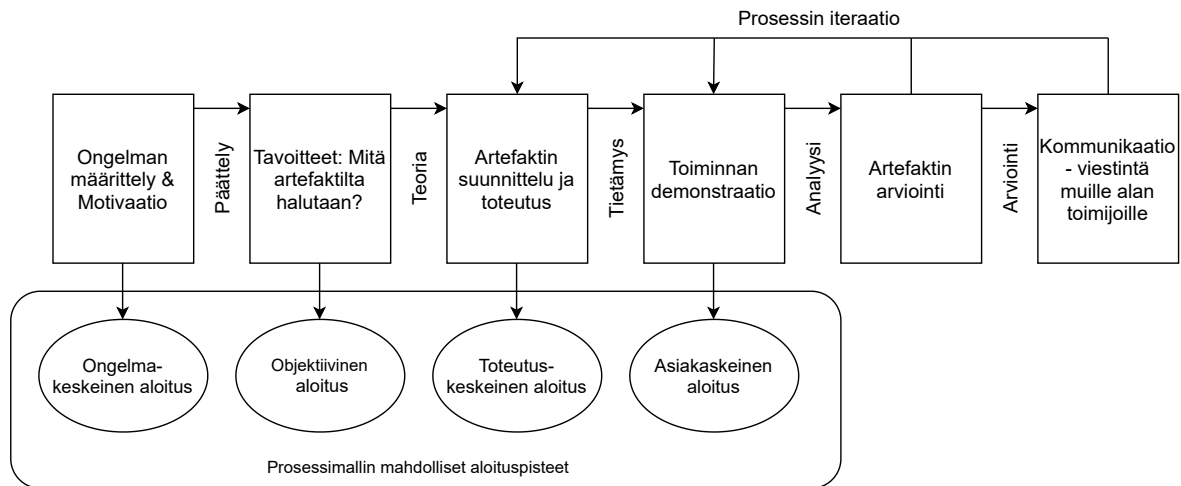 Prosessin iteraatio
Ongelman
määrittely &
Motivaatio
Päättely
Tavoitteet: Mitä
artefaktilta
halutaan?
Teoria
Artefaktin
suunnittelu ja
toteutus
Tietämys
Toiminnan
demonstraatio
Analyysi
Artefaktin
arviointi
Arviointi
Kommunikaatio
- viestintä
muille alan
toimijoille
Ongelma-
keskeinen aloitus
Objektiivinen
aloitus
Toteutus-
keskeinen aloitus
Asiakaskeinen
aloitus
Prosessimallin mahdolliset aloituspisteet